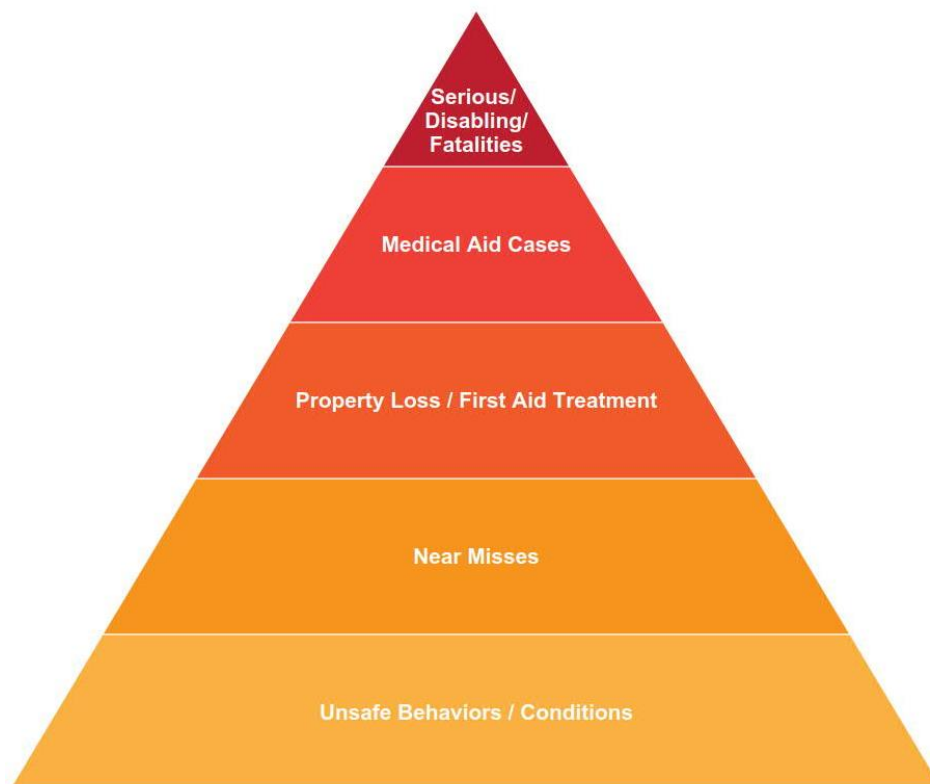 Serious/
Disabling/
Fatalities
Medical Aid Cases
Property Loss / First Aid Treatment
Near Misses
Unsafe Behaviors / Conditions